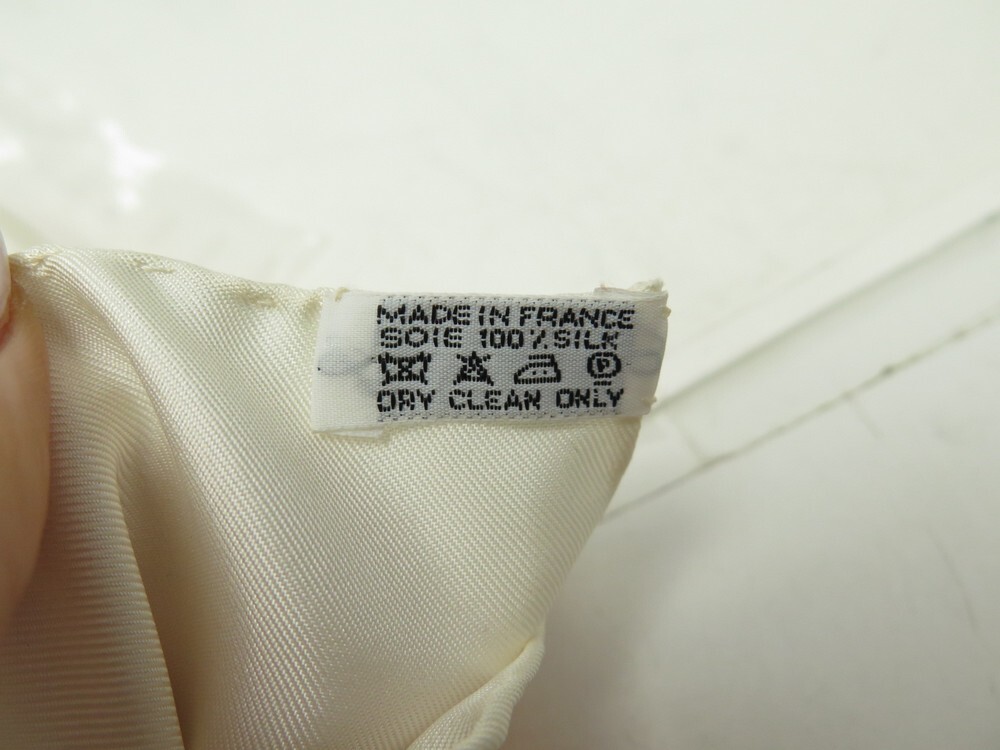 MADE IN FRANCE
SOIE 100% SILK
P
DRY CLEAN ONLY